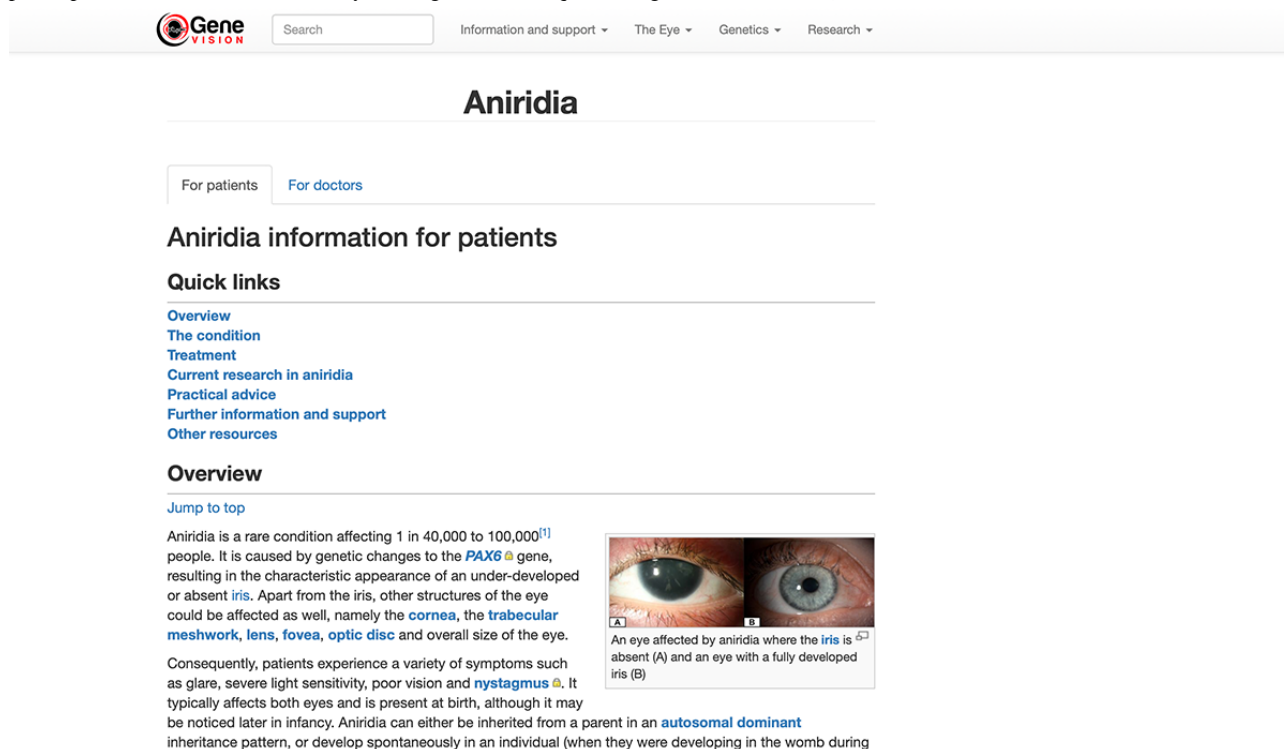 Gene
VISION
Search
Information and support
The Eye
Genetics
Research
Aniridia
For patients
For doctors
Aniridia information for patients
Quick links
Overview
The condition
Treatment
Current research in aniridia
Practical advice
Further information and support
Other resources
Overview
Jump to top
Aniridia is a rare condition affecting 1 in 40,000 to 100,000[1]
people. It is caused by genetic changes to the PAX6 gene,
resulting in the characteristic appearance of an under-developed
or absent iris. Apart from the iris, other structures of the eye
could be affected as well, namely the cornea, the trabecular
meshwork, lens, fovea, optic disc and overall size of the eye.
A
B
An eye affected by aniridia where the iris is
absent (A) and an eye with a fully developed
iris (B)
Consequently, patients experience a variety of symptoms such
as glare, severe light sensitivity, poor vision and nystagmus. It
typically affects both eyes and is present at birth, although it may
be noticed later in infancy. Aniridia can either be inherited from a parent in an autosomal dominant
inheritance pattern, or develop spontaneously in an individual (when they were developing in the womb during